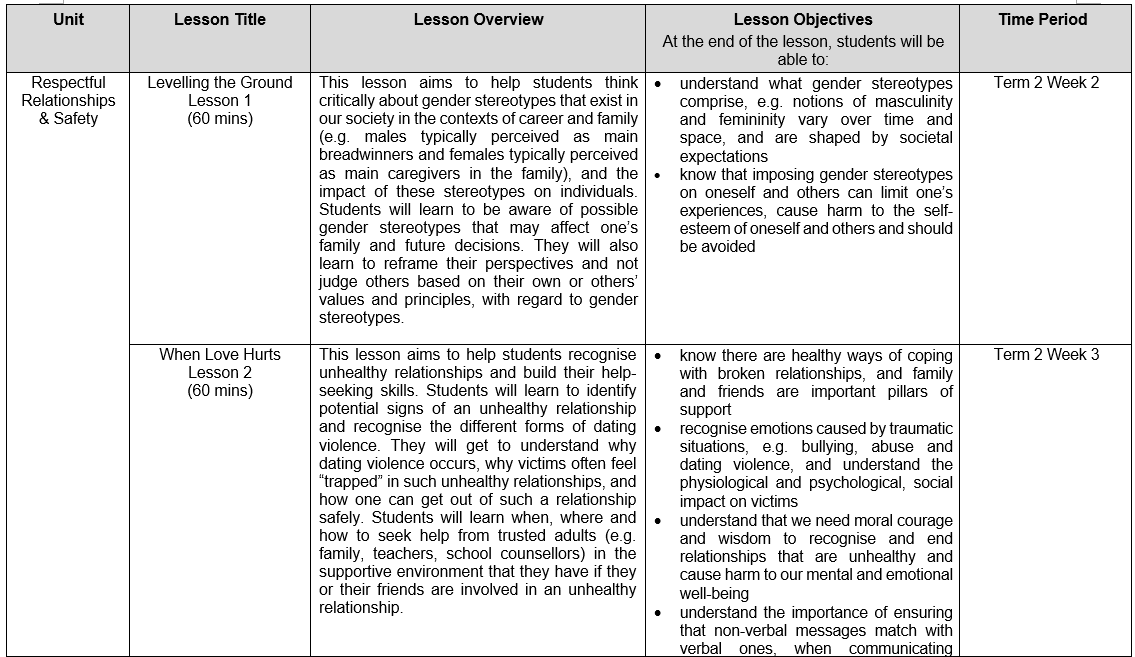 Unit
Lesson Title
Lesson Overview
Lesson Objectives
At the end of the lesson, students will be
able to:
Time Period
Respectful
Relationships
& Safety
Levelling the Ground
Lesson 1
(60 mins)
This lesson aims to help students think
critically about gender stereotypes that exist in
our society in the contexts of career and family
(e.g. males typically perceived as main
breadwinners and females typically perceived
as main caregivers in the family), and the
impact of these stereotypes on individuals.
Students will learn to be aware of possible
gender stereotypes that may affect one’s
family and future decisions. They will also
learn to reframe their perspectives and not
judge others based on their own or others’
values and principles, with regard to gender
stereotypes.
• understand what gender stereotypes
comprise, e.g. notions of masculinity
and femininity vary over time and
space, and are shaped by societal
expectations
• know that imposing gender stereotypes
on oneself and others can limit one’s
experiences, cause harm to the self-
esteem of oneself and others and should
be avoided
Term 2 Week 2
When Love Hurts
Lesson 2
(60 mins)
This lesson aims to help students recognise
unhealthy relationships and build their help-
seeking skills. Students will learn to identify
potential signs of an unhealthy relationship
and recognise the different forms of dating
violence. They will get to understand why
dating violence occurs, why victims often feel
“trapped” in such unhealthy relationships, and
how one can get out of such a relationship
safely. Students will learn when, where and
how to seek help from trusted adults (e.g.
family, teachers, school counsellors) in the
supportive environment that they have if they
or their friends are involved in an unhealthy
relationship.
• know there are healthy ways of coping
with broken relationships, and family
and friends are important pillars of
support
• recognise emotions caused by traumatic
situations, e.g. bullying, abuse and
dating violence, and understand the
physiological and psychological, social
impact on victims
• understand that we need moral courage
and wisdom to recognise and end
relationships that are unhealthy and
cause harm to our mental and emotional
well-being
• understand the importance of ensuring
that non-verbal messages match with
verbal ones, when communicating
Term 2 Week 3